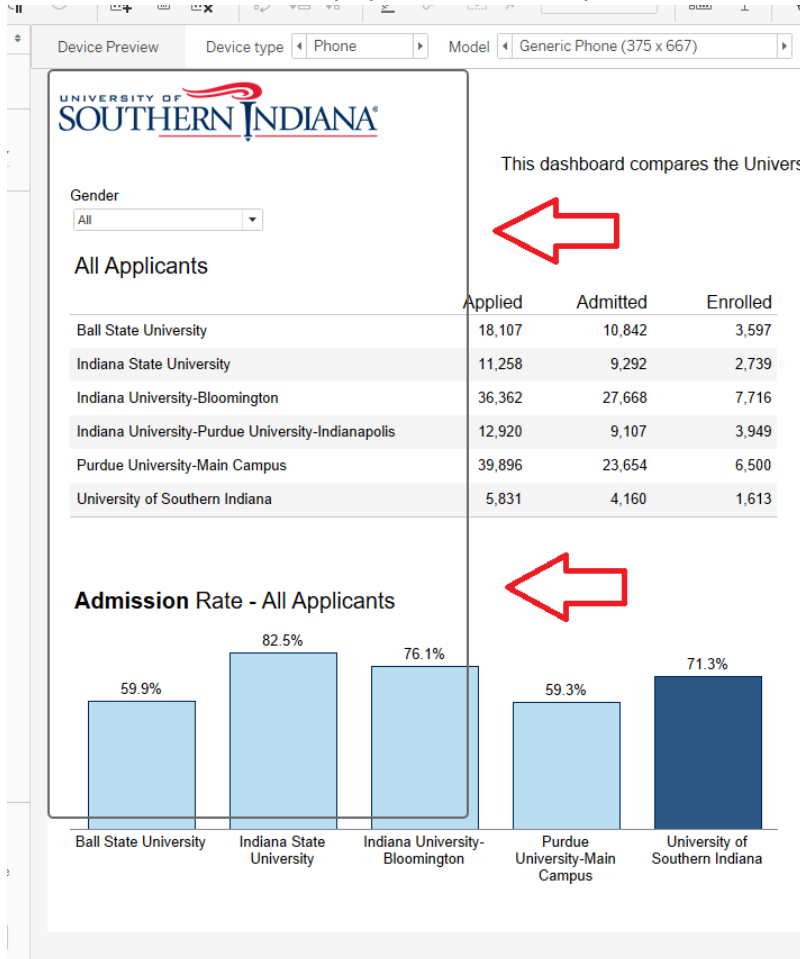 Device Preview Device type Phone Model Generic Phone (375 x 667)
UNIVERSITY OF
SOUTHERN INDIANA®
This dashboard compares the
Gender
All
All Applicants
Applied Admitted Enrolled
Ball State University 18,107 10,842 3,597
Indiana State University 11,258 9,292 2,739
Indiana University-Bloomington 36,362 27,668 7,716
Indiana University-Purdue University-Indianapolis 12,920 9,107 3,949
Purdue University-Main Campus 39,896 23,654 6,500
University of Southern Indiana 5,831 4,160 1,613
Admission Rate - All Applicants
59.9% 82.5% 76.1% 59.3% 71.3%
Ball State University Indiana State Indiana University- Purdue University of
University Bloomington University-Main Southern Indiana
Campus